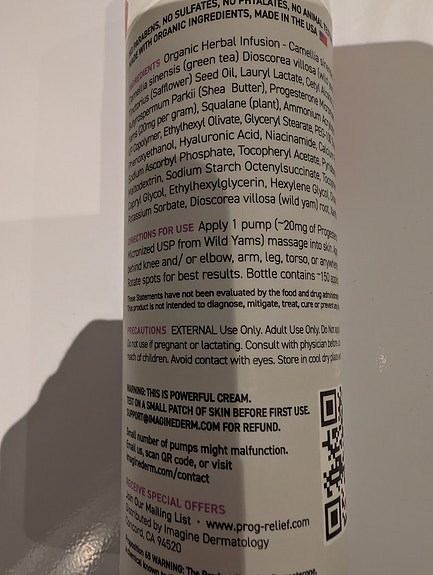 PARABENS, NO SULFATES, NO PHTALATES, NO ANIMAL
MADE WITH ORGANIC INGREDIENTS, MADE IN THE USA
INGREDIENTS Organic Herbal Infusion - Camellia
sinensis (green tea) Dioscorea villosa (wild
(Safflower) Seed Oil, Lauryl Lactate, Cetyl
Parkii (Shea Butter), Progesterone
(20mg per gram), Squalane (plant), Ammonium
Copolymer, Ethylhexyl Olivate, Glyceryl Stearate,
Phenoxyethanol, Hyaluronic Acid, Niacinamide,
Sodium Ascorbyl Phosphate, Tocopheryl Acetate,
Maltodextrin, Sodium Starch Octenylsuccinate,
Capryl Glycol, Ethylhexylglycerin, Hexylene Glycol,
Potassium Sorbate, Dioscorea villosa (wild yam) root,
DIRECTIONS FOR USE Apply 1 pump (~20mg of
Micronized USP from Wild Yams) massage into skin,
behind knee and/ or elbow, arm, leg, torso, or
Rotate spots for best results. Bottle contains ~150
These Statements have not been evaluated by the food and drug
This product is not intended to diagnose, mitigate, treat, cure or prevent
PRECAUTIONS EXTERNAL Use Only. Adult Use Only. Do Not
Do not use if pregnant or lactating. Consult with physician before
reach of children. Avoid contact with eyes. Store in cool dry place
WARNING: THIS IS POWERFUL CREAM.
TEST ON A SMALL PATCH OF SKIN BEFORE FIRST USE.
SUPPORT@IMAGINEDERM.COM FOR REFUND.
Small number of pumps might malfunction.
Email us, scan QR code, or visit
imaginederm.com/contact
RECEIVE SPECIAL OFFERS
Join Our Mailing List • www.prog-relief.com
Distributed by Imagine Dermatology
Concord, CA 94520
65 WARNING: The